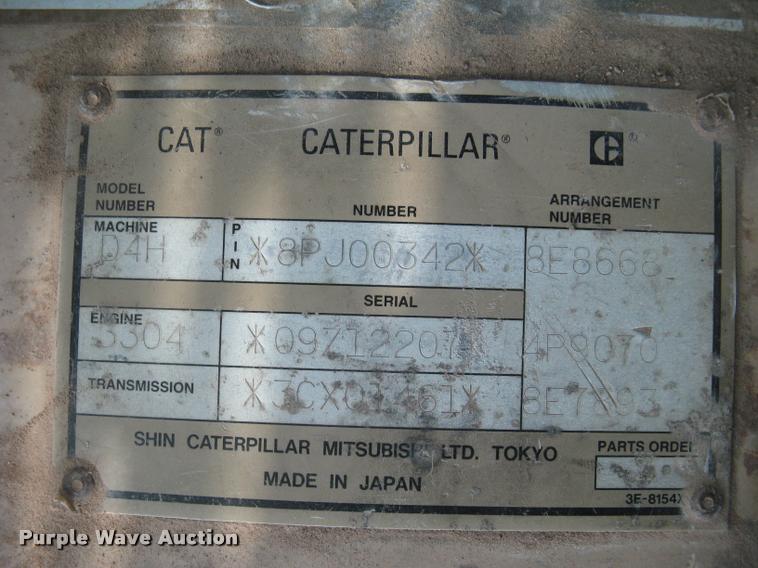 CAT® CATERPILLAR® ®
MODEL NUMBER NUMBER ARRANGEMENT NUMBER
MACHINE D4H PIN *8PJ00342* 8E8668
SERIAL
ENGINE 3304 4P9070
TRANSMISSION
SHIN CATERPILLAR MITSUBISHI LTD. TOKYO
PARTS ORDER
MADE IN JAPAN
3E-8154X
Purple Wave Auction